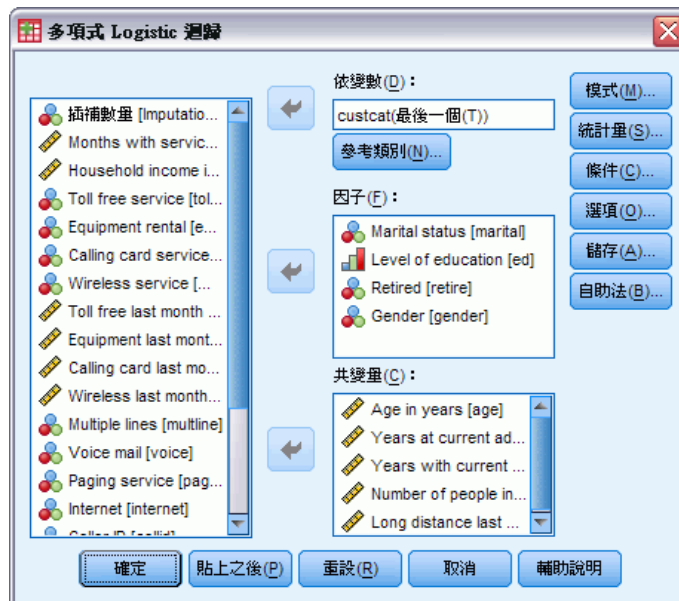 多項式 Logistic 迴歸
插補數量 [Imputatio...
Months with servic...
Household income i...
Toll free service [tol...
Equipment rental [e...
Calling card service...
Wireless service [...
Toll free last month ...
Equipment last mont...
Calling card last mo...
Wireless last month...
Multiple lines [multline]
Voice mail [voice]
Paging service [pag...
Internet [internet]
依變數(D)：
custcat(最後一個(T))
參考類別(N)...
因子(F)：
Marital status [marital]
Level of education [ed]
Retired [retire]
Gender [gender]
共變量(C)：
Age in years [age]
Years at current ad...
Years with current ...
Number of people in...
Long distance last ...
模式(M)...
統計量(S)...
條件(C)...
選項(O)...
儲存(A)...
自助法(B)...
確定
貼上之後(P)
重設(R)
取消
輔助說明